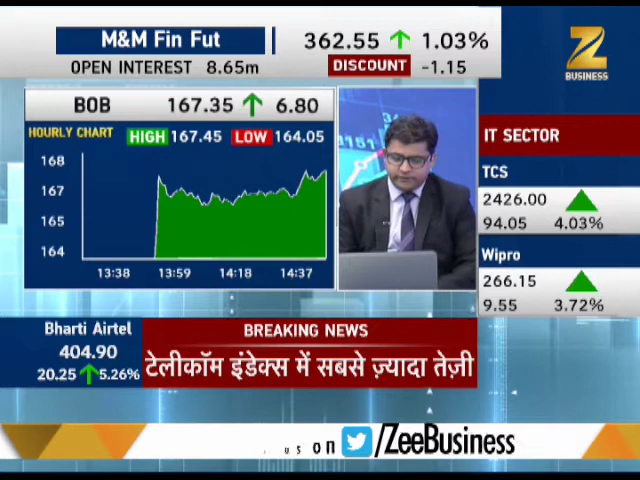 M&M Fin Fut 362.55 1.03%
OPEN INTEREST 8.65m DISCOUNT -1.15
ZEE BUSINESS
BOB 167.35 6.80
HOURLY CHART HIGH 167.45 LOW 164.05
168
167
165
164
13:38 13:59 14:18 14:37
IT SECTOR
TCS
2426.00
94.05 4.03%
Wipro
266.15
9.55 3.72%
Bharti Airtel
404.90
20.25 5.26%
BREAKING NEWS
टेलीकॉम इंडेक्स में सबसे ज़्यादा तेज़ी
us on /ZeeBusiness